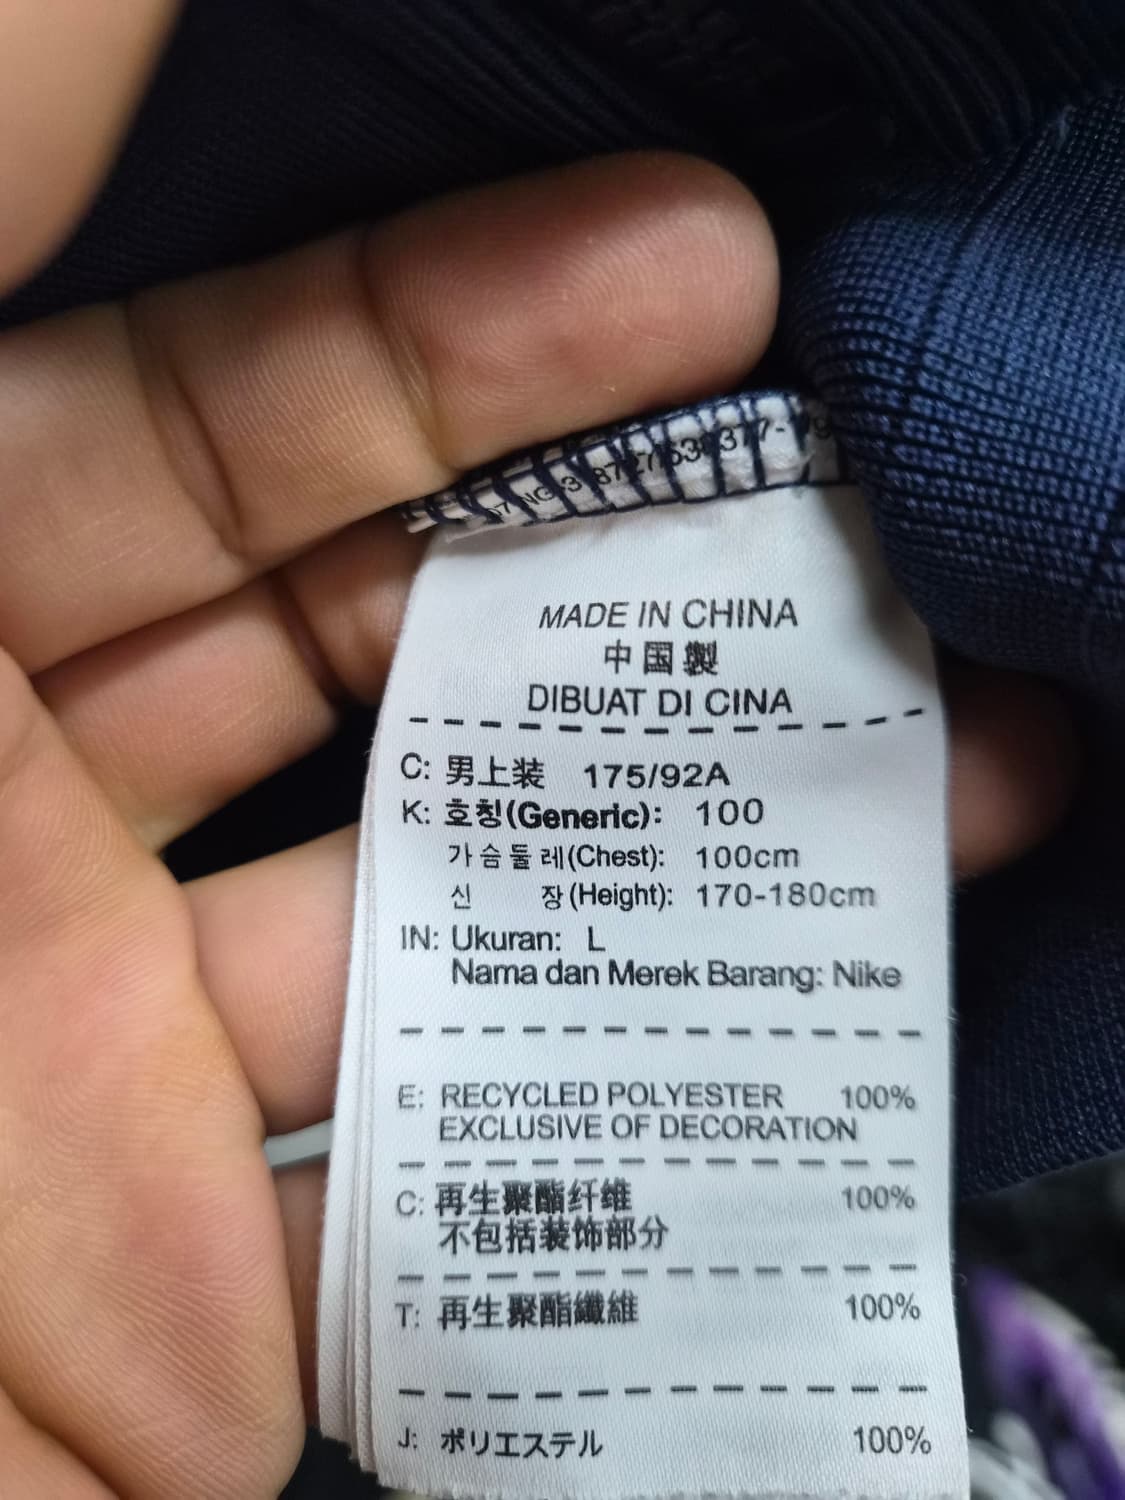 MADE IN CHINA
中国製
DIBUAT DI CINA
C: 男上装 175/92A
K: 호칭(Generic): 100
가슴둘레(Chest): 100cm
신 장(Height): 170-180cm
IN: Ukuran: L
Nama dan Merek Barang: Nike
E: RECYCLED POLYESTER 100%
EXCLUSIVE OF DECORATION
C: 再生聚酯纤维 100%
不包括装饰部分
T: 再生聚酯纖維 100%
J: ポリエステル 100%